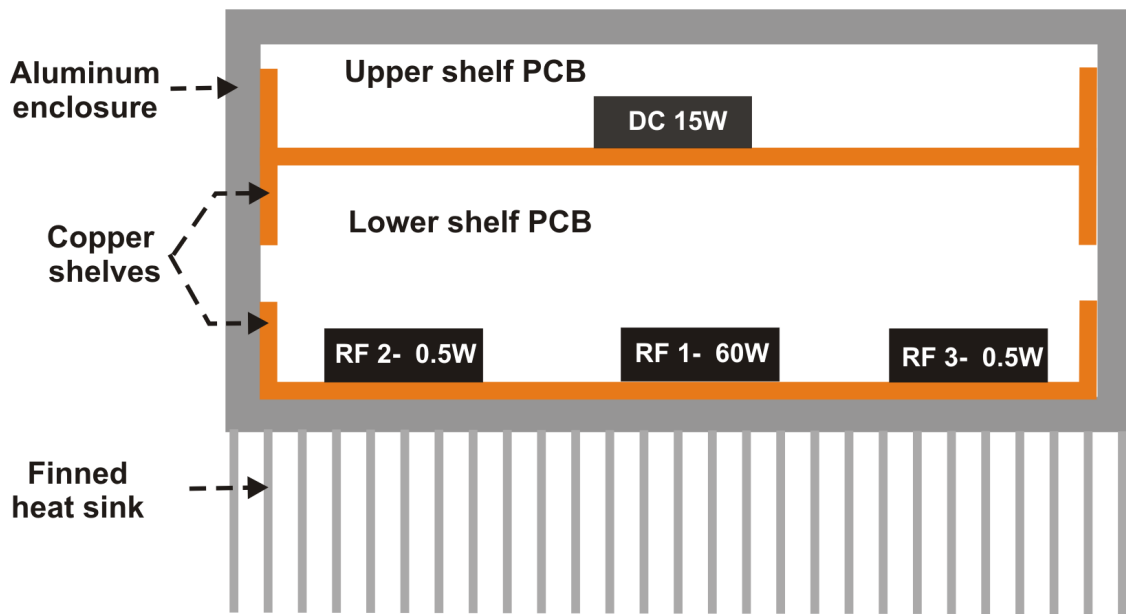 Upper shelf PCB
Aluminum
enclosure
DC 15W
Lower shelf PCB
Copper
shelves
RF 2-  0.5W
RF 1-  60W
RF 3-  0.5W
Finned
heat sink